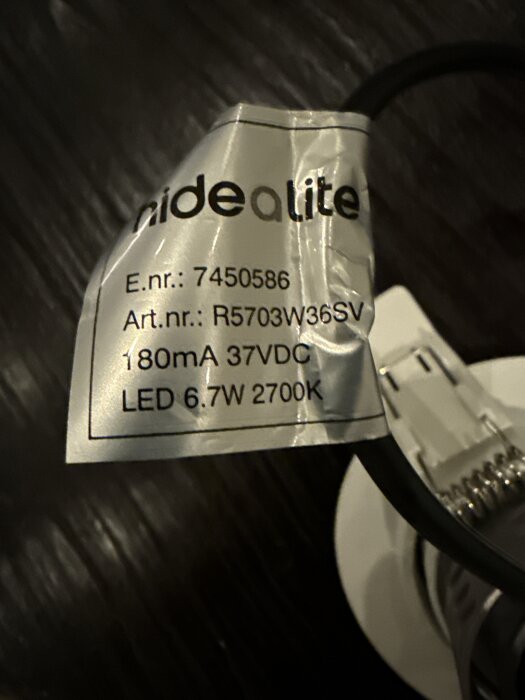 hidealite
E.nr.: 7450586
Art.nr.: R5703W36SV
180mA 37VDC
LED 6.7W 2700K